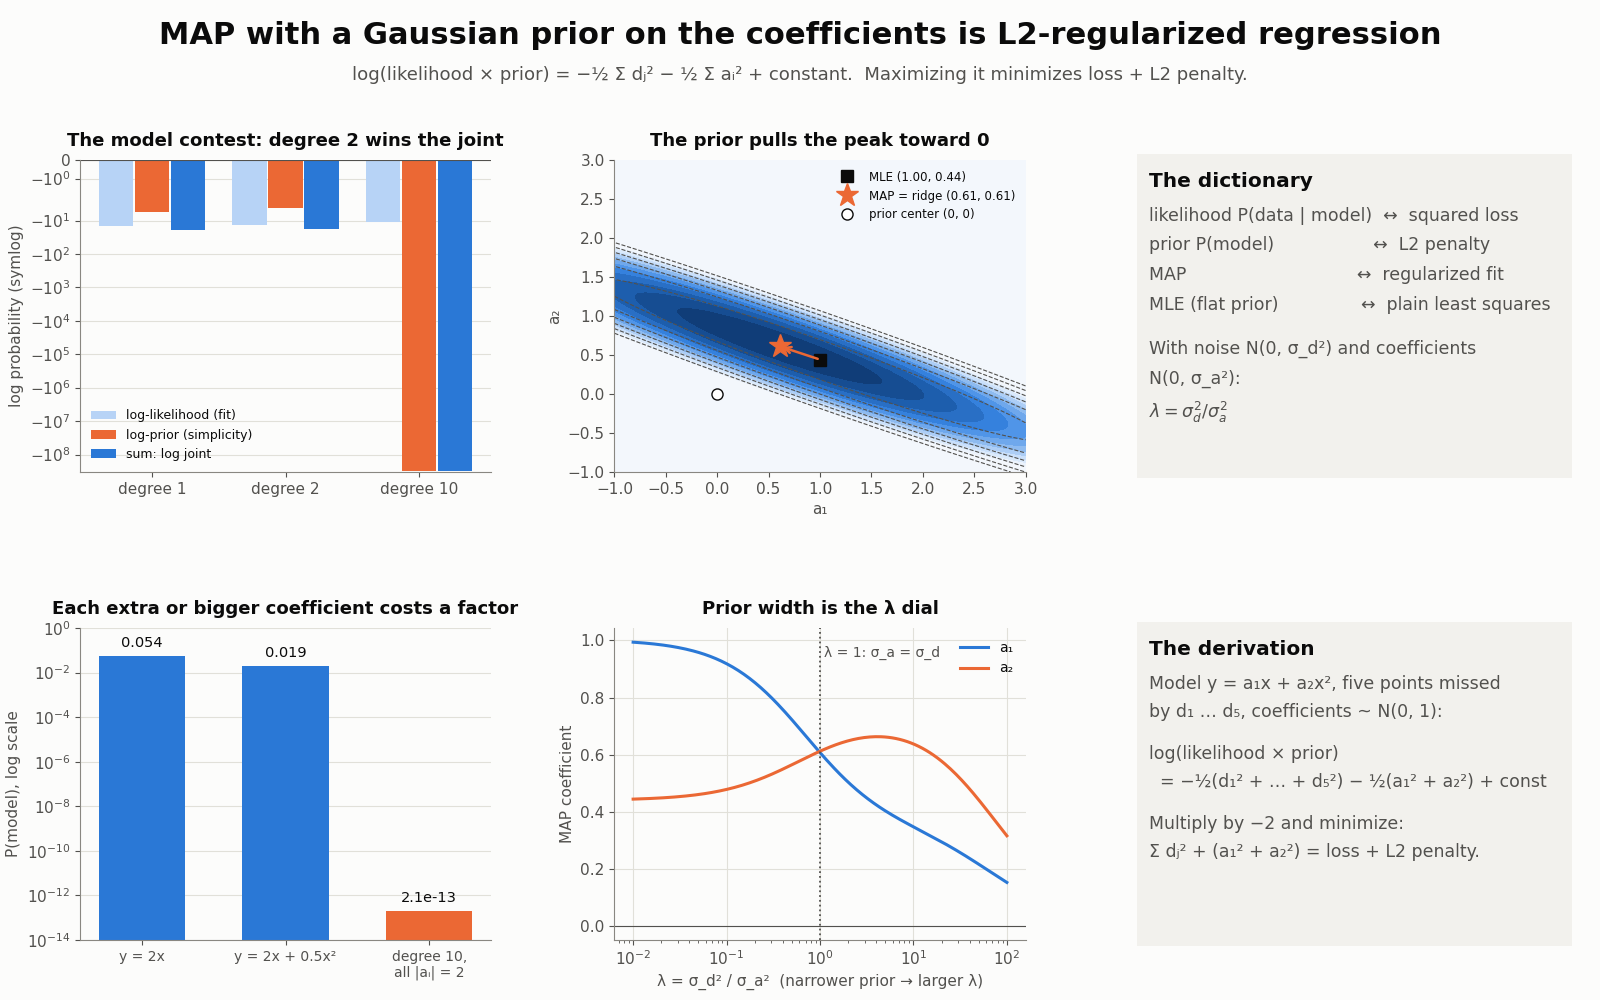 MAP with a Gaussian prior on the coefficients is L2-regularized regression
log(likelihood × prior) = −½ Σ dⱼ² − ½ Σ aᵢ² + constant.  Maximizing it minimizes loss + L2 penalty.
The model contest: degree 2 wins the joint
log probability (symlog)
0
−10⁰
−10¹
−10²
−10³
−10⁴
−10⁵
−10⁶
−10⁷
−10⁸
log-likelihood (fit)
log-prior (simplicity)
sum: log joint
degree 1 degree 2 degree 10
The prior pulls the peak toward 0
a₂
3.0
2.5
2.0
1.5
1.0
0.5
0.0
−0.5
−1.0
MLE (1.00, 0.44)
MAP = ridge (0.61, 0.61)
prior center (0, 0)
−1.0 −0.5 0.0 0.5 1.0 1.5 2.0 2.5 3.0
a₁
The dictionary
likelihood P(data | model) ↔ squared loss
prior P(model) ↔ L2 penalty
MAP ↔ regularized fit
MLE (flat prior) ↔ plain least squares
With noise N(0, σ_d²) and coefficients
N(0, σ_a²):
λ = σ_d²/σ_a²
Each extra or bigger coefficient costs a factor
P(model), log scale
10⁰
10⁻²
10⁻⁴
10⁻⁶
10⁻⁸
10⁻¹⁰
10⁻¹²
10⁻¹⁴
0.054
0.019
2.1e-13
y = 2x y = 2x + 0.5x² degree 10,
all |aᵢ| = 2
Prior width is the λ dial
MAP coefficient
1.0
0.8
0.6
0.4
0.2
0.0
λ = 1: σ_a = σ_d
a₁
a₂
10⁻² 10⁻¹ 10⁰ 10¹ 10²
λ = σ_d² / σ_a²  (narrower prior → larger λ)
The derivation
Model y = a₁x + a₂x², five points missed
by d₁ … d₅, coefficients ~ N(0, 1):
log(likelihood × prior)
= −½(d₁² + … + d₅²) − ½(a₁² + a₂²) + const
Multiply by −2 and minimize:
Σ dⱼ² + (a₁² + a₂²) = loss + L2 penalty.